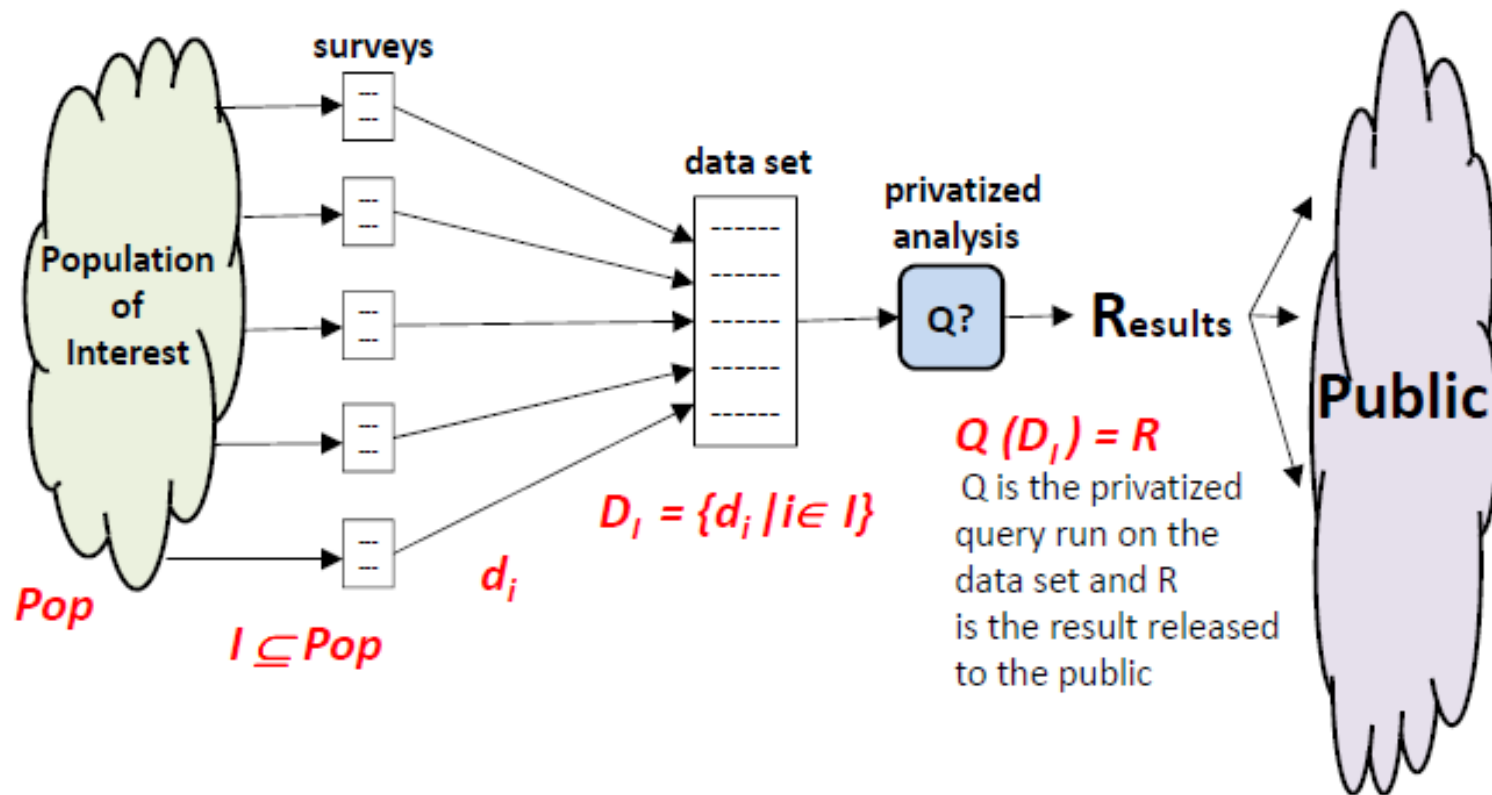 surveys
---
---
---
---
---
---
---
---
---
---
Population
of
Interest
Pop
I ⊆ Pop
d_i
data set
------
------
------
------
------
D_I = {d_i | i ∈ I}
privatized
analysis
Q?
Results
Q (D_I) = R
Q is the privatized
query run on the
data set and R
is the result released
to the public
Public